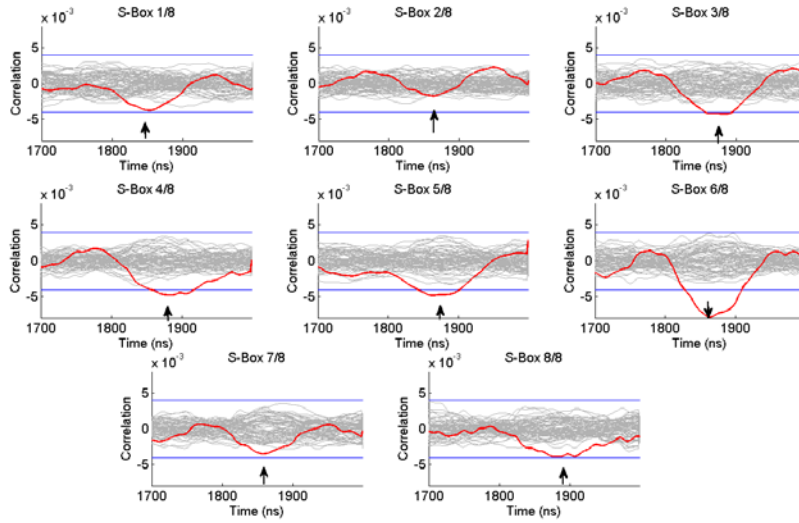 S-Box 1/8
x 10⁻³
5
0
-5
Correlation
1700 1800 1900
Time (ns)
S-Box 2/8
x 10⁻³
5
0
-5
Correlation
1700 1800 1900
Time (ns)
S-Box 3/8
x 10⁻³
5
0
-5
Correlation
1700 1800 1900
Time (ns)
S-Box 4/8
x 10⁻³
5
0
-5
Correlation
1700 1800 1900
Time (ns)
S-Box 5/8
x 10⁻³
5
0
-5
Correlation
1700 1800 1900
Time (ns)
S-Box 6/8
x 10⁻³
5
0
-5
Correlation
1700 1800 1900
Time (ns)
S-Box 7/8
x 10⁻³
5
0
-5
Correlation
1700 1800 1900
Time (ns)
S-Box 8/8
x 10⁻³
5
0
-5
Correlation
1700 1800 1900
Time (ns)